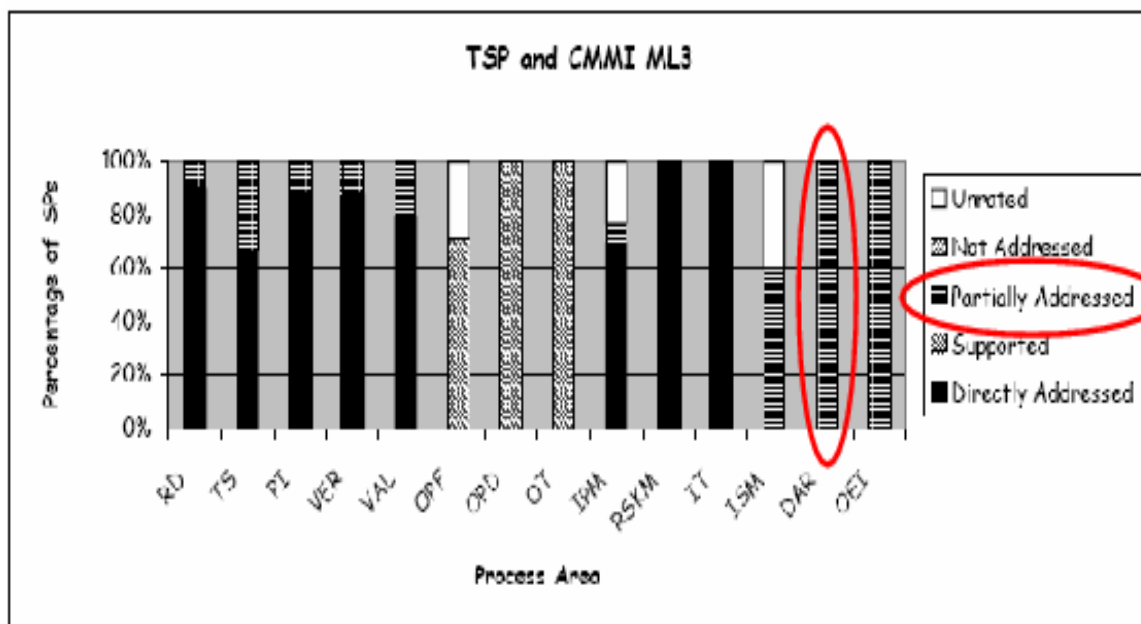 TSP and CMMI ML3
Percentage of SPs
100%
80%
60%
40%
20%
0%
RD
TS
PI
VER
VAL
OPF
OPD
OT
IPM
RSKM
IT
ISM
DAR
OEI
Process Area
Unrated
Not Addressed
Partially Addressed
Supported
Directly Addressed